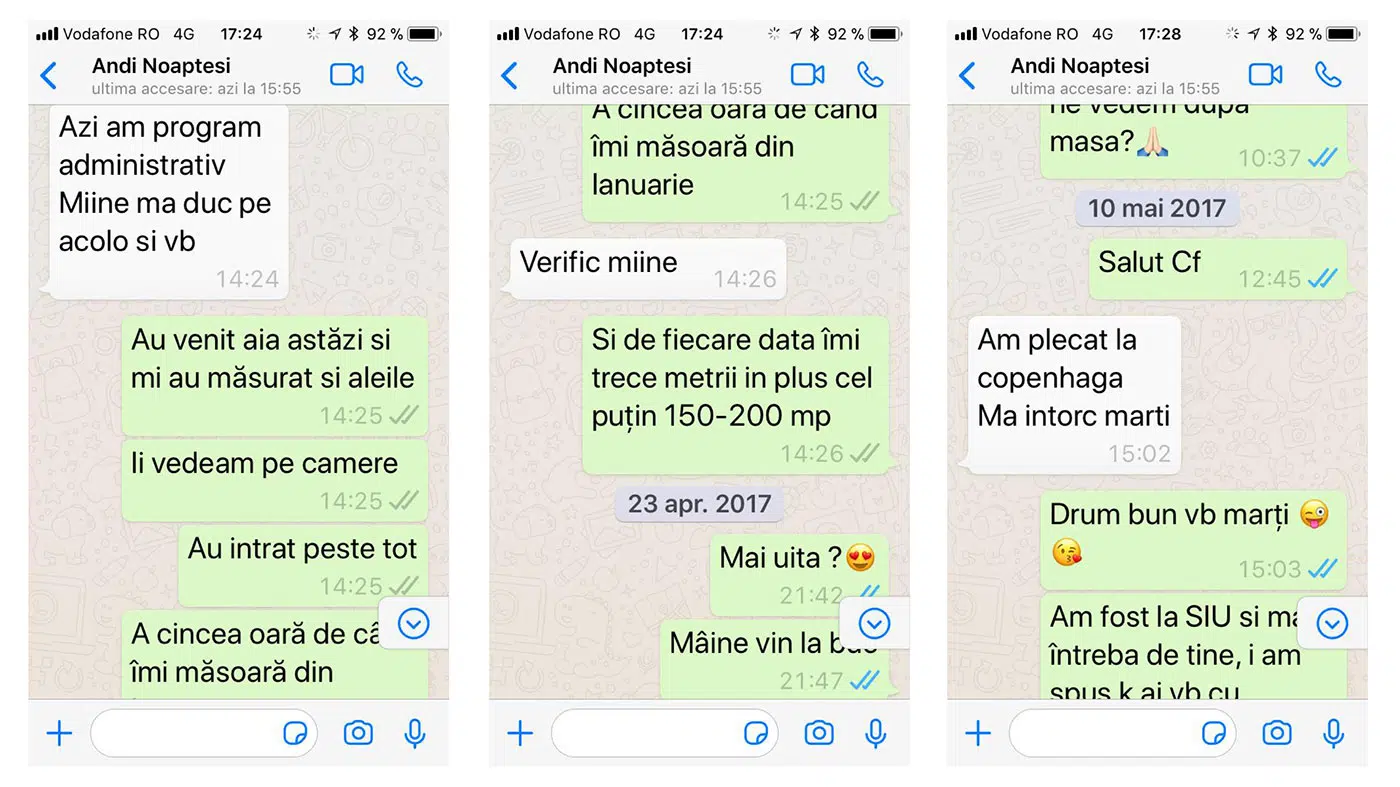 Vodafone RO 4G 17:24 92 %
Andi Noaptesi
ultima accesare: azi la 15:55
Azi am program
administrativ
Miine ma duc pe
acolo si vb
14:24
Au venit aia astăzi si
mi au măsurat si aleile
14:25
Ii vedeam pe camere
14:25
Au intrat peste tot
14:25
A cincea oară de
îmi măsoară din
Vodafone RO 4G 17:24 92 %
Andi Noaptesi
ultima accesare: azi la 15:55
A cincea oară de când
îmi măsoară din
Ianuarie
14:25
Verific miine
14:26
Si de fiecare data îmi
trece metrii in plus cel
puțin 150-200 mp
14:26
23 apr. 2017
Mai uita ?😍
21:42
Mâine vin la
21:47
Vodafone RO 4G 17:28 92 %
Andi Noaptesi
ultima accesare: azi la 15:55
ne vedem după
masa?🙏🏻
10:37
10 mai 2017
Salut Cf
12:45
Am plecat la
copenhaga
Ma intorc marti
15:02
Drum bun vb marți 😜
😘
15:03
Am fost la SIU si
întreba de tine, i am
spus k ai vb cu